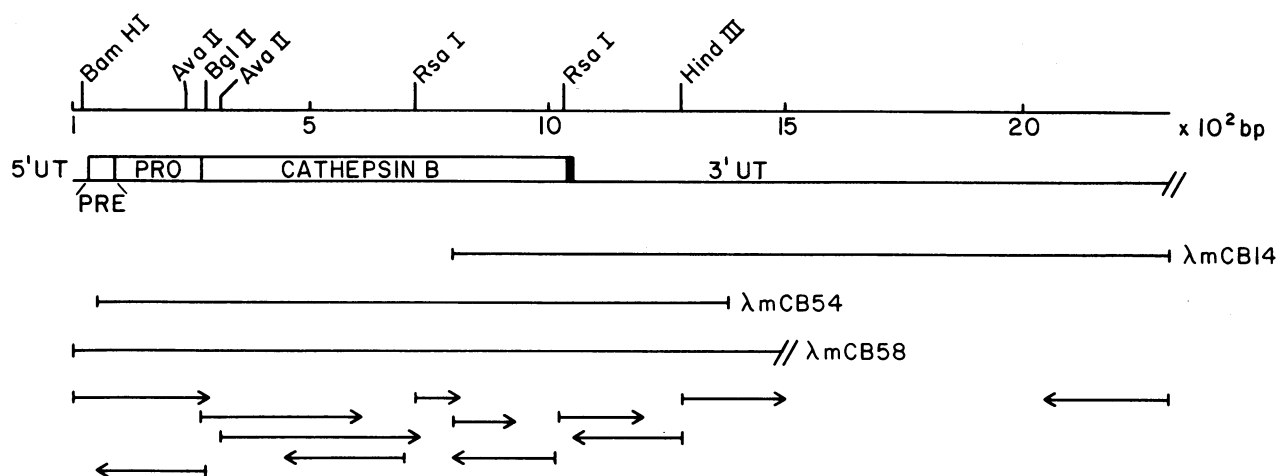 Bam HI
Ava II
Bgl II
Ava II
Rsa I
Rsa I
Hind III
1 5 10 15 20 x 10² bp
5' UT PRO CATHEPSIN B 3' UT
PRE
λmCB14
λmCB54
λmCB58